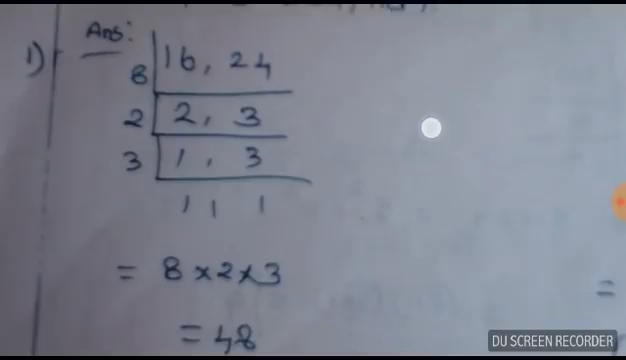 Ans:
1)
8 | 16, 24
2 | 2, 3
3 | 1, 3
1, 1
= 8 × 2 × 3
= 48
=
DU SCREEN RECORDER